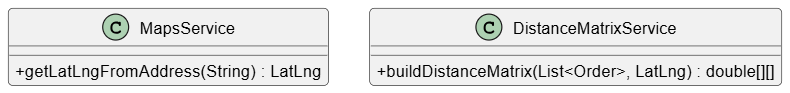 C MapsService
+getLatLngFromAddress(String) : LatLng
C DistanceMatrixService
+buildDistanceMatrix(List<Order>, LatLng) : double[][]